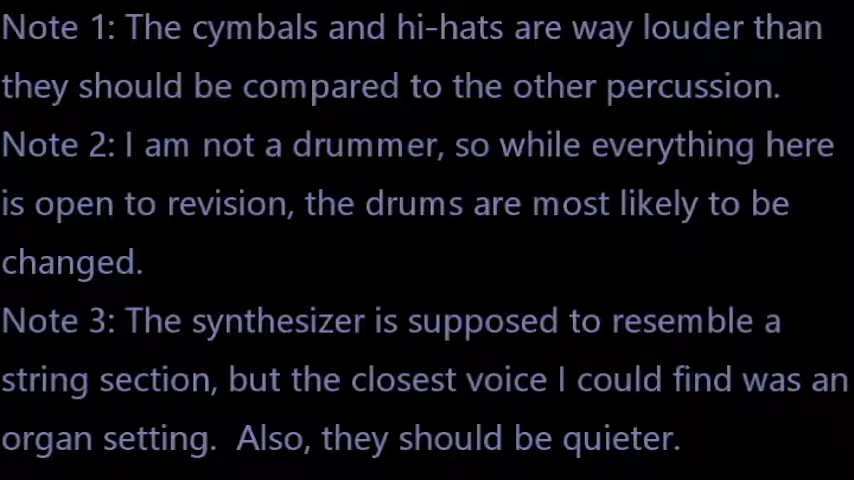 Note 1: The cymbals and hi-hats are way louder than
they should be compared to the other percussion.
Note 2: I am not a drummer, so while everything here
is open to revision, the drums are most likely to be
changed.
Note 3: The synthesizer is supposed to resemble a
string section, but the closest voice I could find was an
organ setting.  Also, they should be quieter.